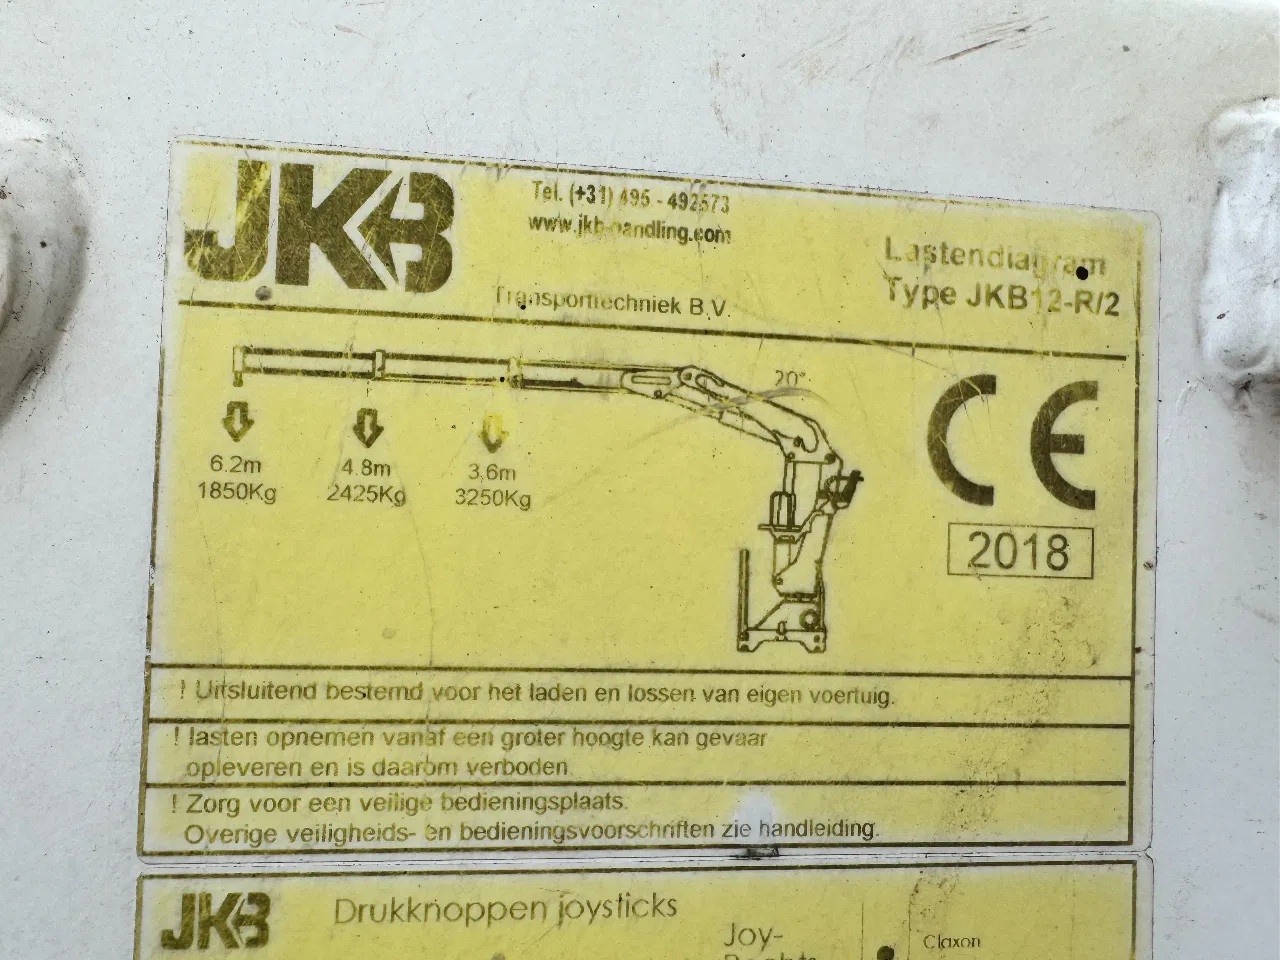 JKB
Tel. (+31) 495 - 492573
www.jkb-handling.com
Transporttechniek B.V.
Lastendiagram
Type JKB12-R/2
20°
6.2m
1850Kg
4.8m
2425Kg
3,6m
3250Kg
CE
2018
! Uitsluitend bestemd voor het laden en lossen van eigen voertuig.
! lasten opnemen vanaf een groter hoogte kan gevaar
opleveren en is daarom verboden.
! Zorg voor een veilige bedieningsplaats.
Overige veiligheids- en bedieningsvoorschriften zie handleiding.
JKB
Drukknoppen joysticks
Joy-
Claxon